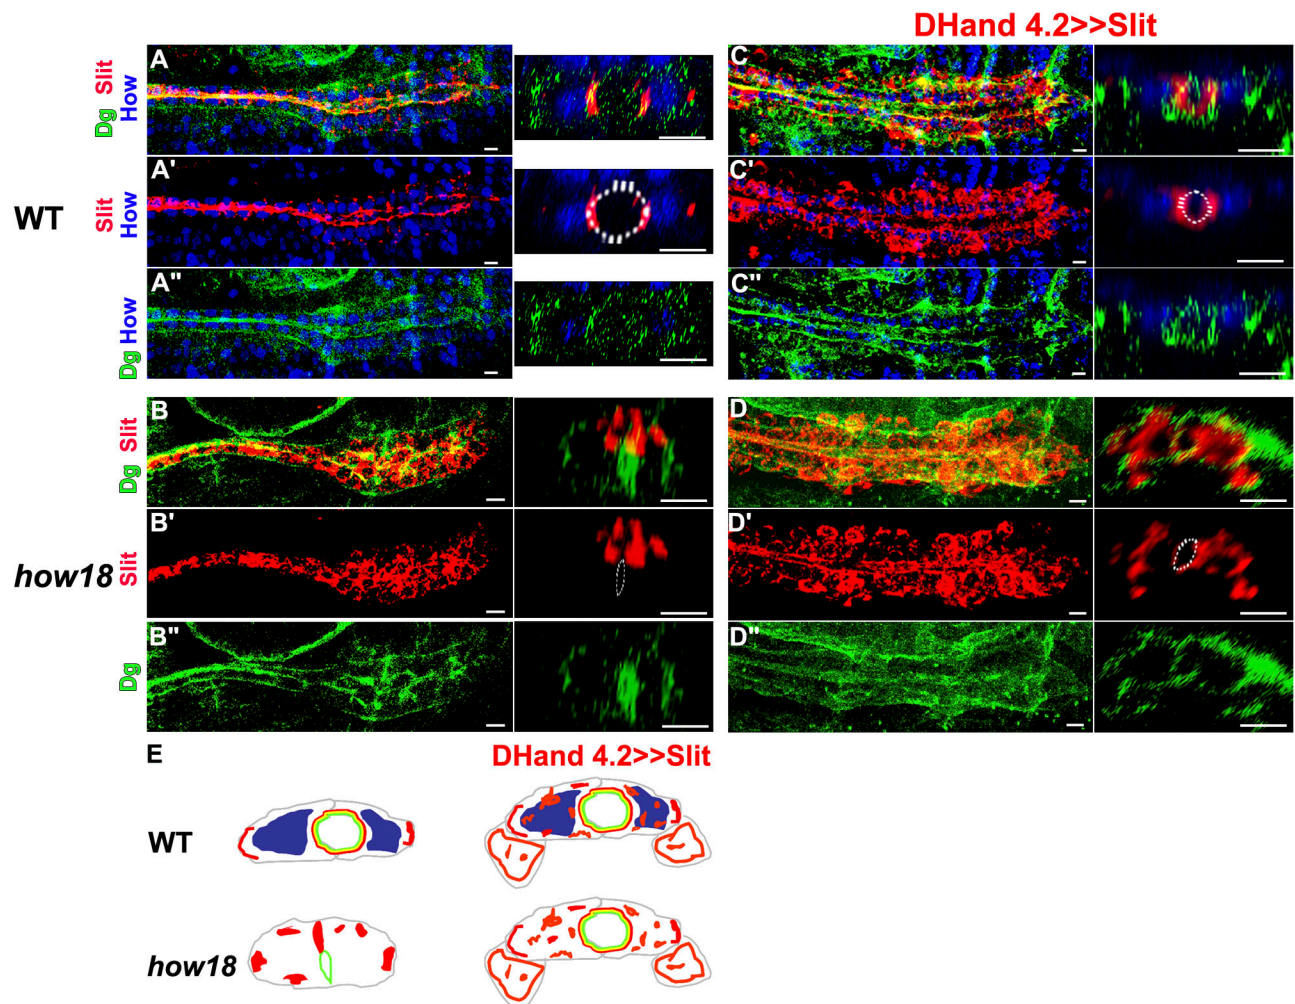 DHand 4.2>>Slit
A
C
Dg Slit
How
A'
C'
WT
Slit
How
A"
C"
Dg How
B
D
Dg Slit
B'
D'
how18
Slit
B"
D"
Dg
E
DHand 4.2>>Slit
WT
how18